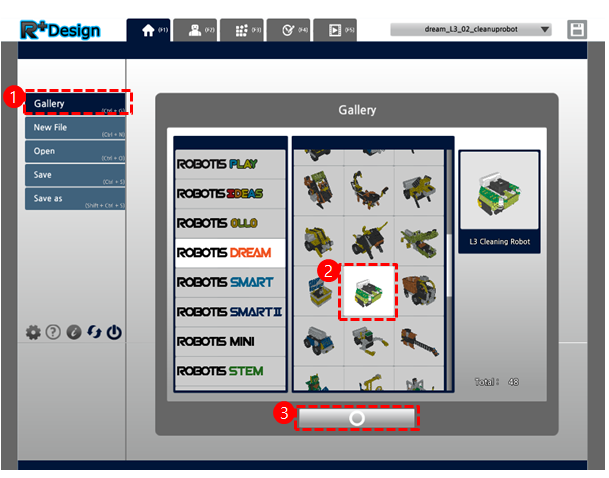 R+Design
(F1)
(F2)
(F3)
(F4)
(F5)
dream_L3_02_cleanuprobot
1
Gallery
(Ctrl + G)
New File
(Ctrl + N)
Open
(Ctrl + O)
Save
(Ctrl + S)
Save as
(Shift + Ctrl + S)
Gallery
ROBOTIS PLAY
ROBOTIS IDEAS
ROBOTIS OLLO
ROBOTIS DREAM
ROBOTIS SMART
ROBOTIS SMART II
ROBOTIS MINI
ROBOTIS STEM
2
L3 Cleaning Robot
Total : 48
3